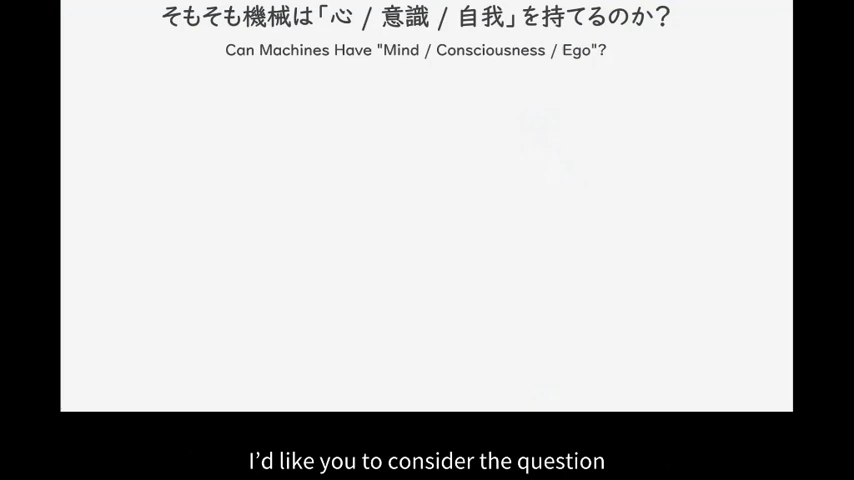 そもそも機械は「心 / 意識 / 自我」を持てるのか?
Can Machines Have "Mind / Consciousness / Ego"?
I'd like you to consider the question